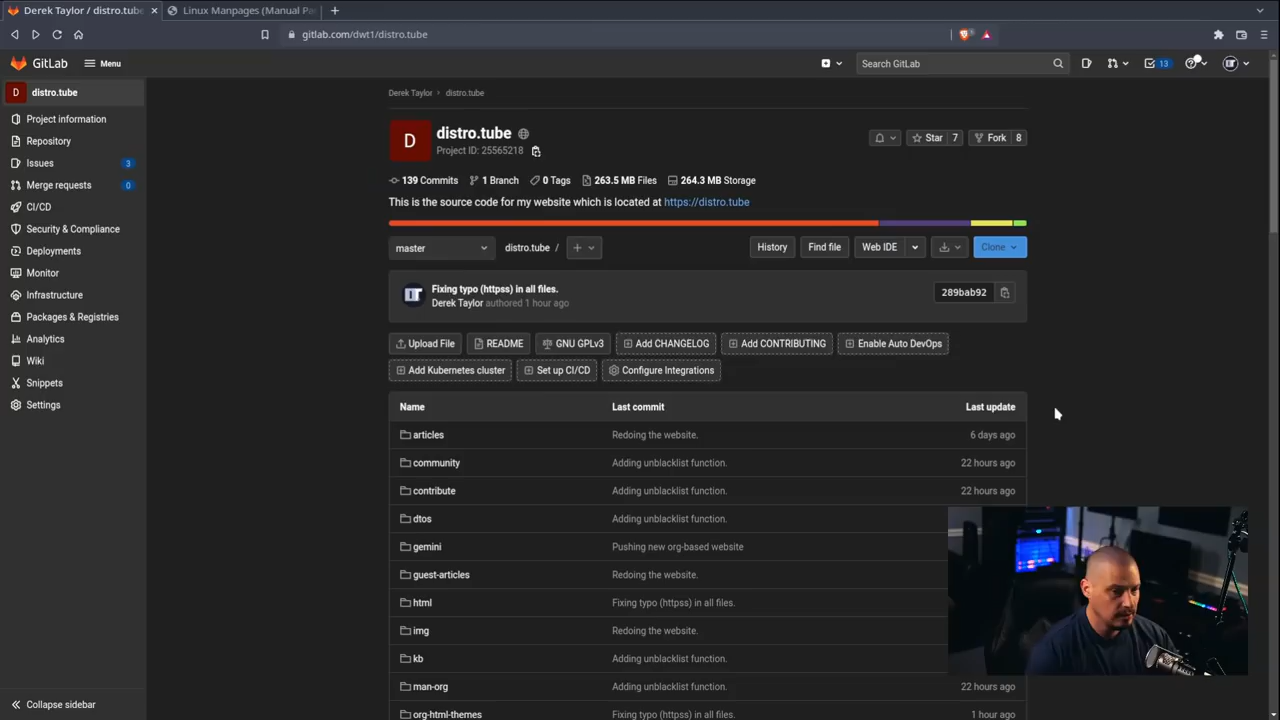 Derek Taylor / distro.tub
Linux Manpages (Manual Pa
gitlab.com/dwt1/distro.tube
GitLab
Menu
Search GitLab
13
D distro.tube
Project information
Repository
Issues 3
Merge requests 0
CI/CD
Security & Compliance
Deployments
Monitor
Infrastructure
Packages & Registries
Analytics
Wiki
Snippets
Settings
Collapse sidebar
Derek Taylor > distro.tube
D
distro.tube
Project ID: 25565218
Star 7
Fork 8
139 Commits 1 Branch 0 Tags 263.5 MB Files 264.3 MB Storage
This is the source code for my website which is located at https://distro.tube
master distro.tube / + History Find file Web IDE Clone
Fixing typo (httpss) in all files.
Derek Taylor authored 1 hour ago
289bab92
Upload File README GNU GPLv3 Add CHANGELOG Add CONTRIBUTING Enable Auto DevOps
Add Kubernetes cluster Set up CI/CD Configure Integrations
Name Last commit Last update
articles Redoing the website. 6 days ago
community Adding unblacklist function. 22 hours ago
contribute Adding unblacklist function. 22 hours ago
dtos Adding unblacklist function.
gemini Pushing new org-based website
guest-articles Redoing the website.
html Fixing typo (httpss) in all files.
img Redoing the website.
kb Adding unblacklist function.
man-org Adding unblacklist function. 22 hours ago
org-html-themes Fixing typo (httpss) in all files. 1 hour ago